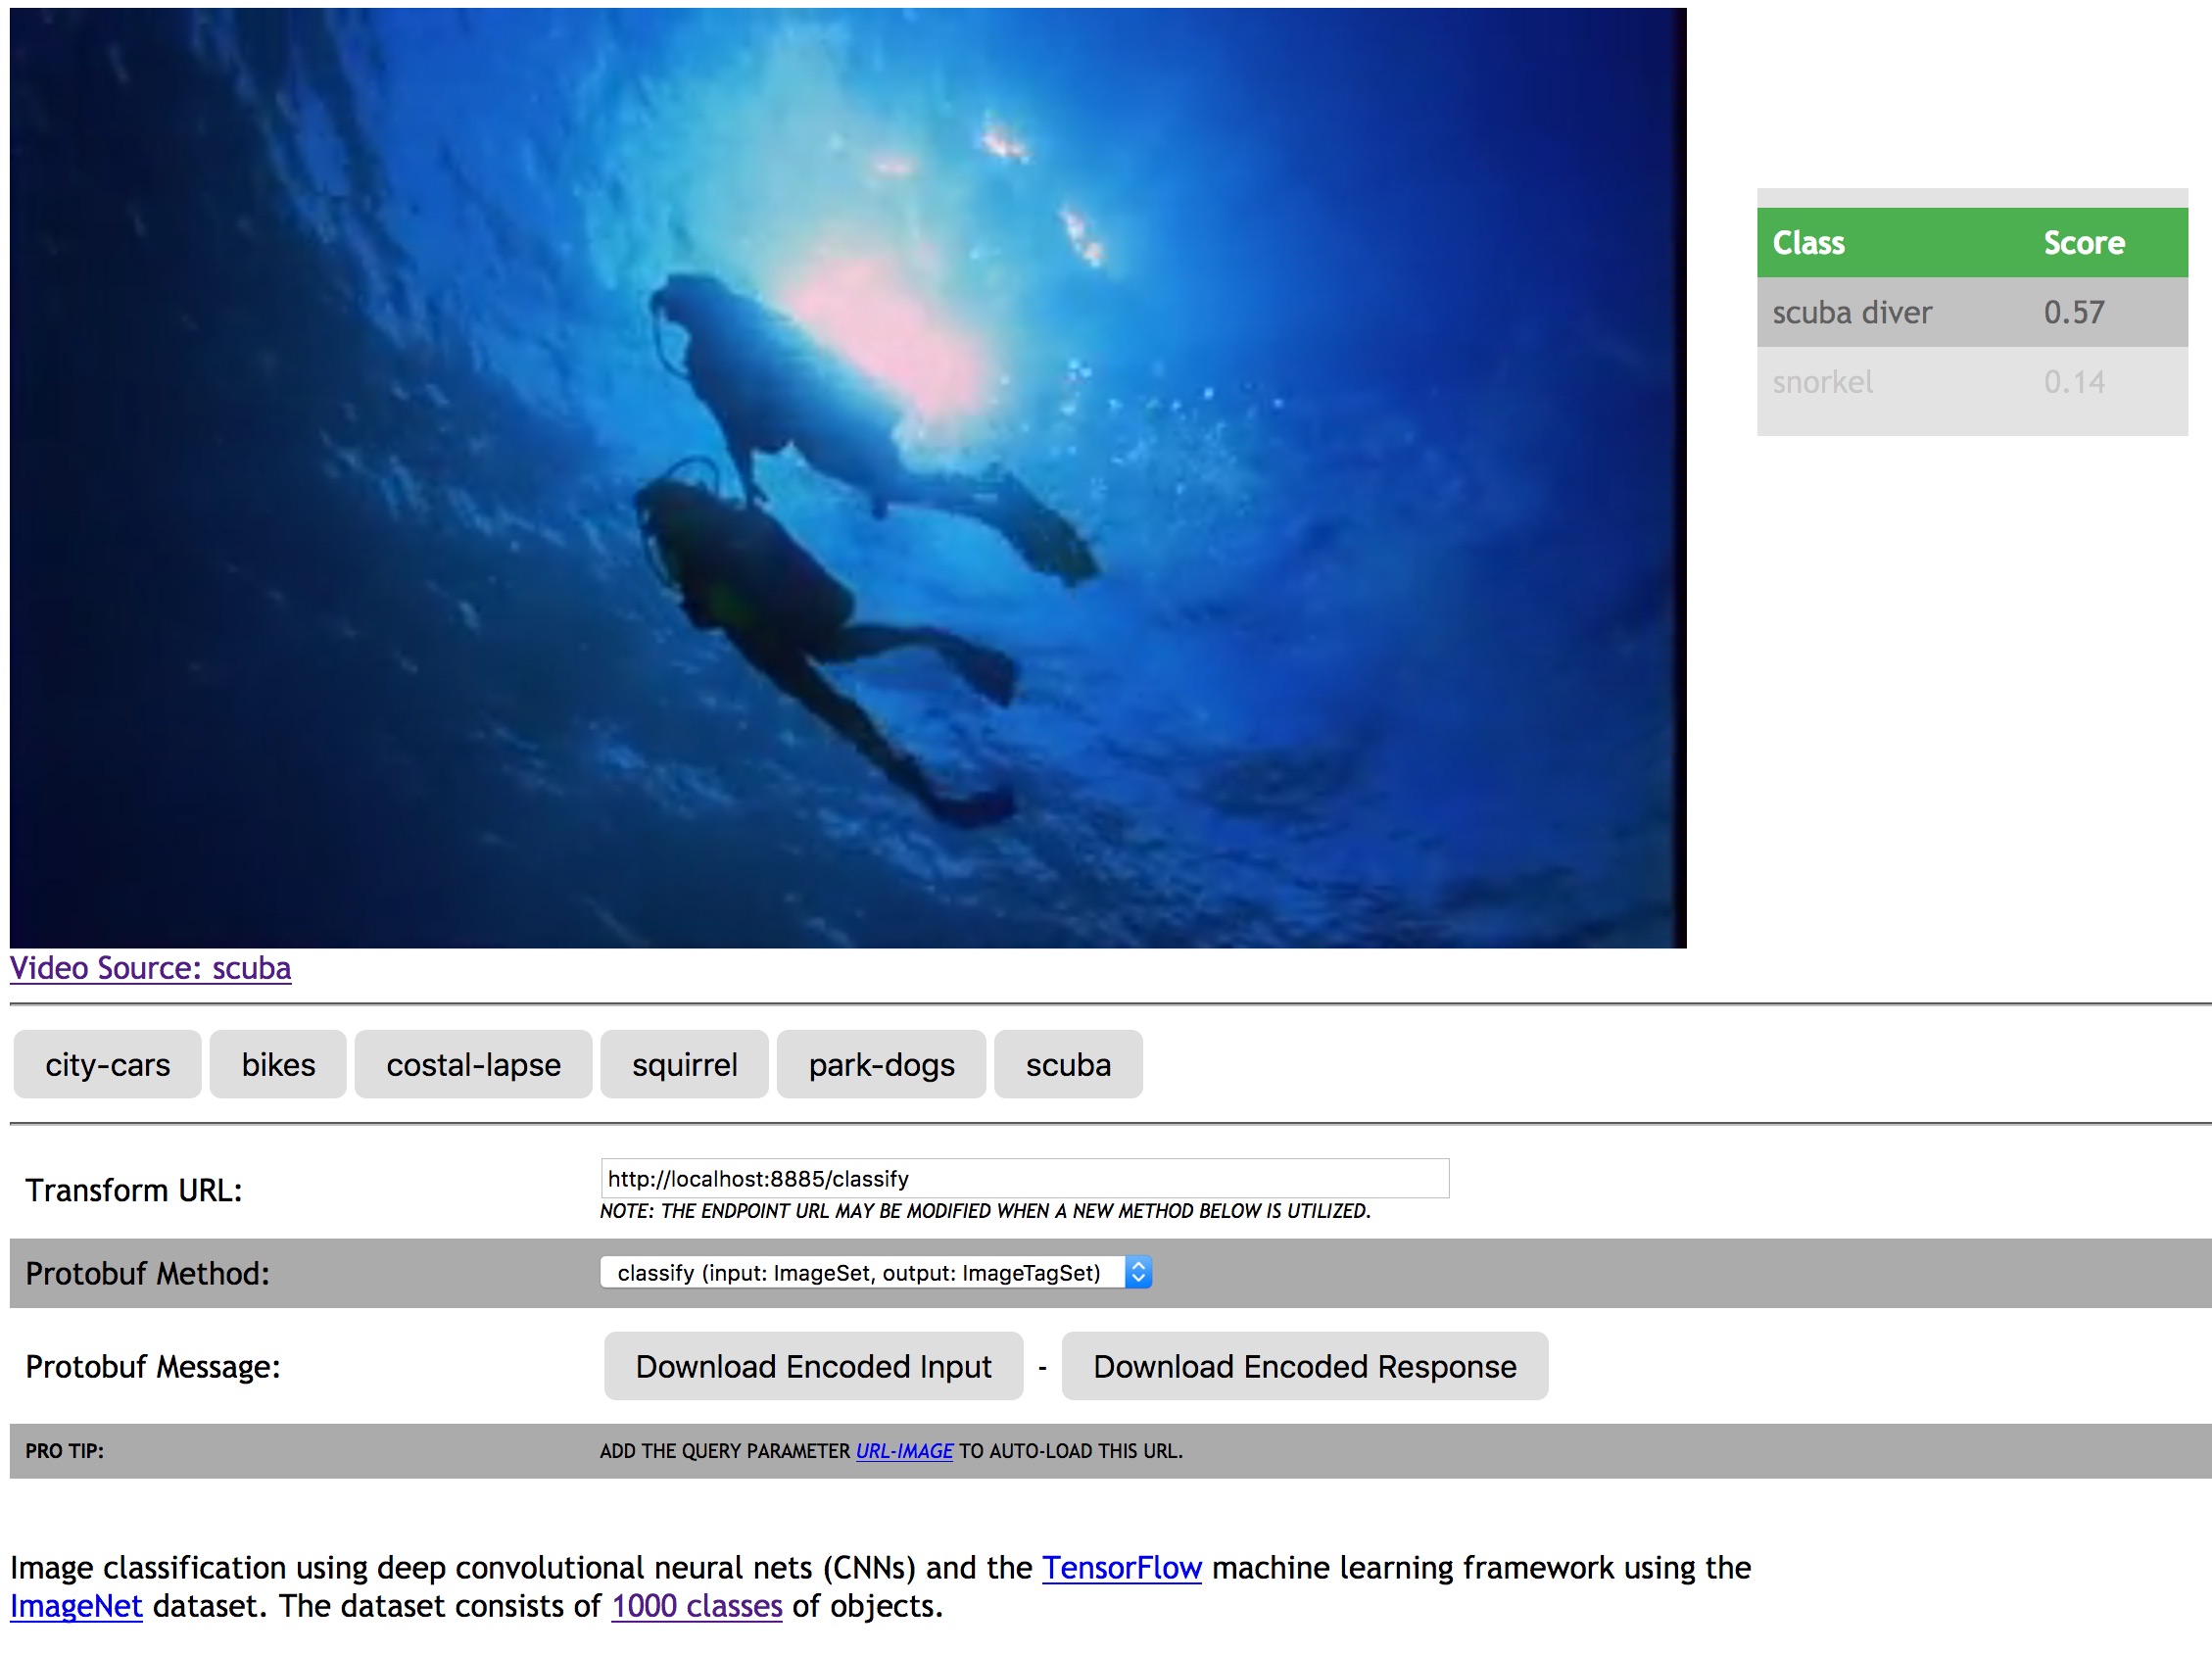 Class Score
scuba diver 0.57
snorkel 0.14
Video Source: scuba
city-cars bikes costal-lapse squirrel park-dogs scuba
Transform URL: http://localhost:8885/classify
NOTE: THE ENDPOINT URL MAY BE MODIFIED WHEN A NEW METHOD BELOW IS UTILIZED.
Protobuf Method: classify (input: ImageSet, output: ImageTagSet)
Protobuf Message: Download Encoded Input - Download Encoded Response
PRO TIP: ADD THE QUERY PARAMETER URL-IMAGE TO AUTO-LOAD THIS URL.
Image classification using deep convolutional neural nets (CNNs) and the TensorFlow machine learning framework using the
ImageNet dataset. The dataset consists of 1000 classes of objects.